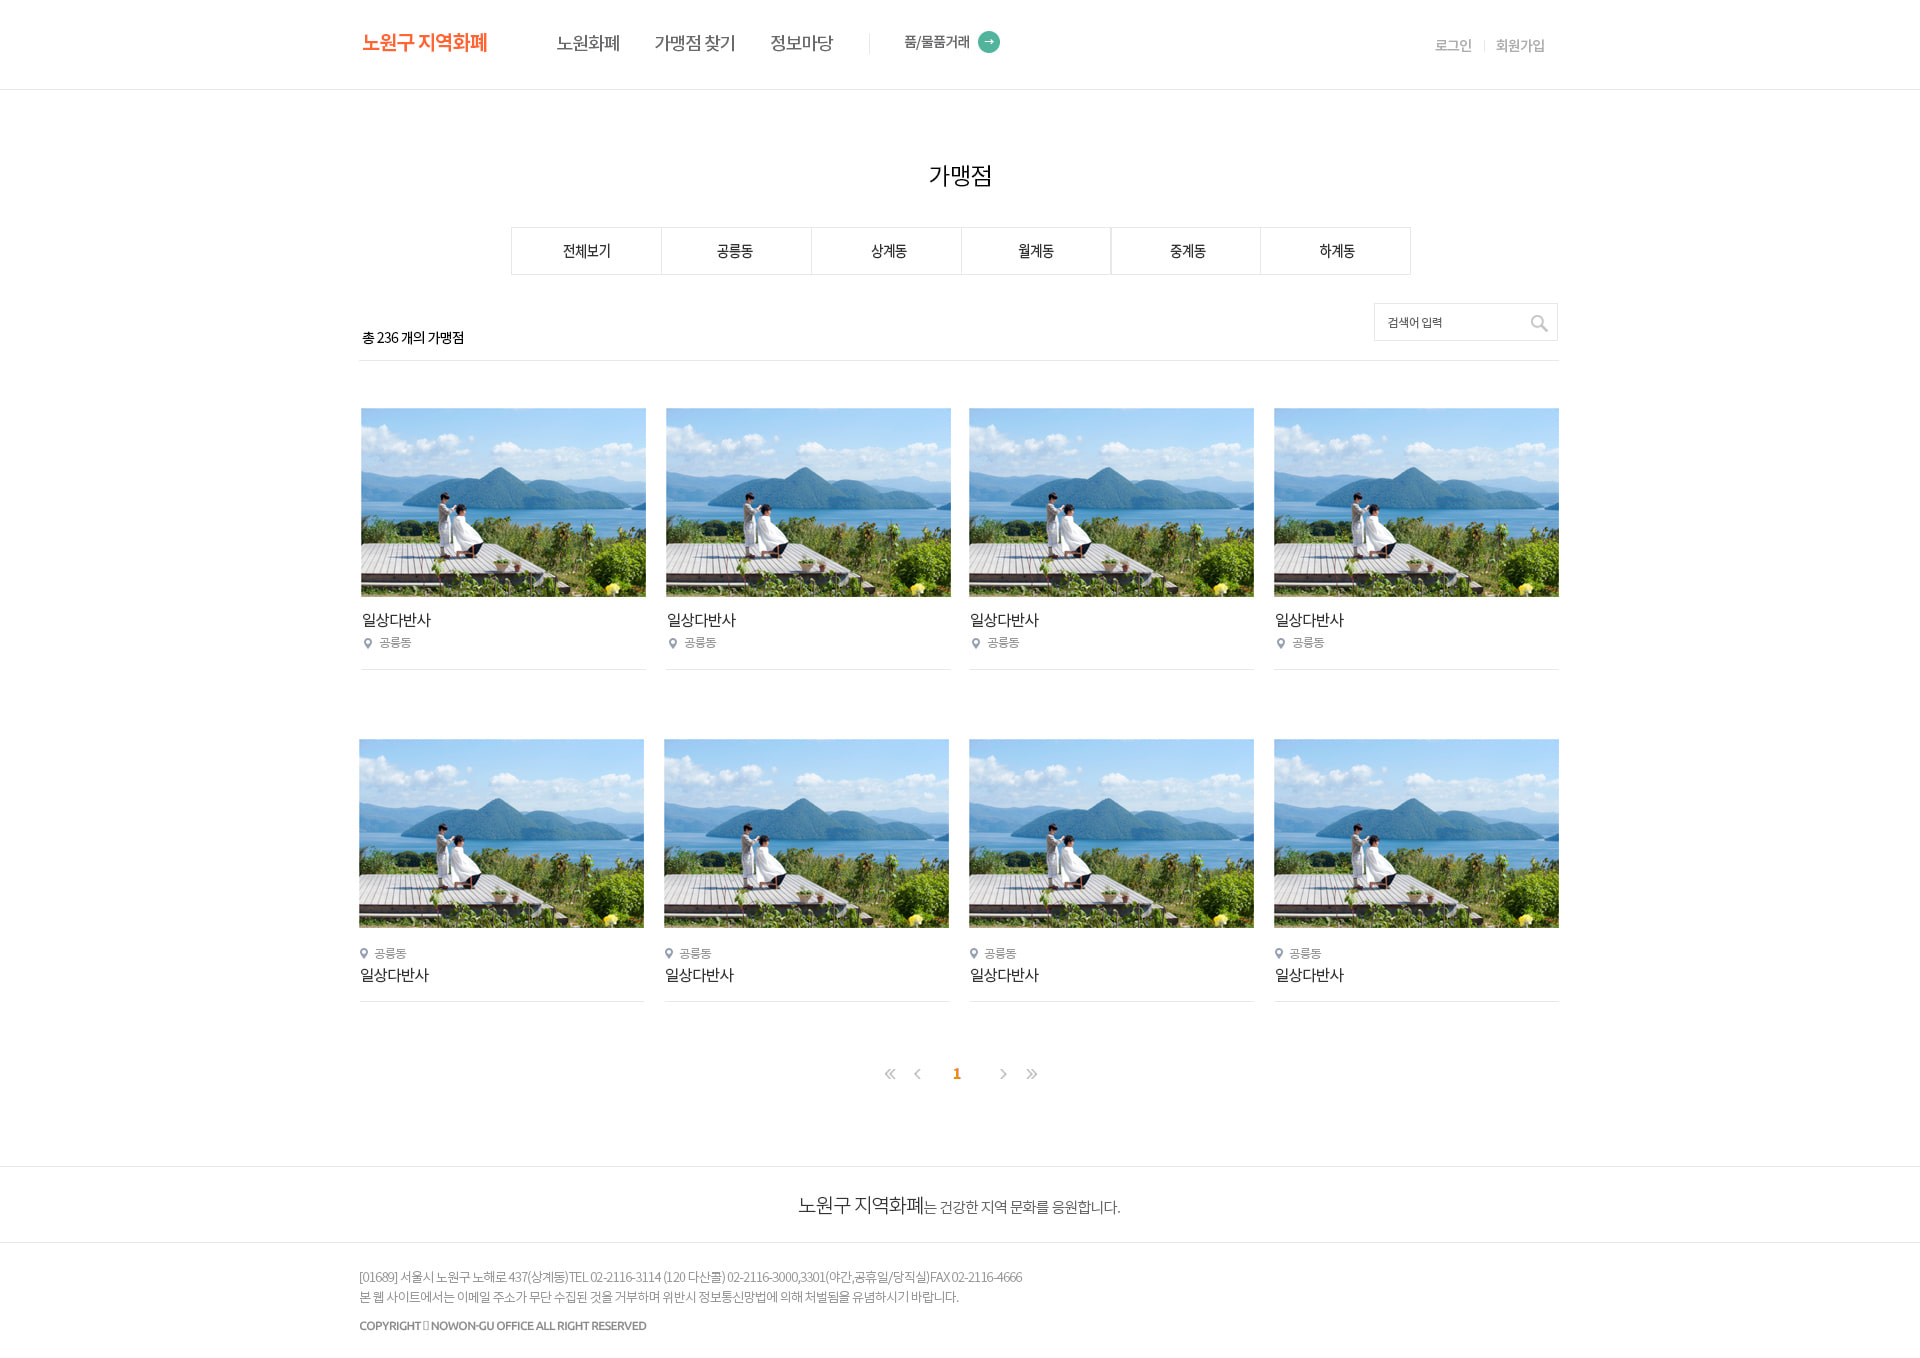 노원구 지역화폐
노원화폐 가맹점 찾기 정보마당 품/물품거래
로그인 회원가입
가맹점
전체보기 공릉동 상계동 월계동 중계동 하계동
총 236 개의 가맹점
검색어 입력
일상다반사 일상다반사 일상다반사 일상다반사
공릉동 공릉동 공릉동 공릉동
공릉동 공릉동 공릉동 공릉동
일상다반사 일상다반사 일상다반사 일상다반사
1
노원구 지역화폐는 건강한 지역 문화를 응원합니다.
[01689] 서울시 노원구 노해로 437(상계동)TEL 02-2116-3114 (120 다산콜) 02-2116-3000,3301(야간,공휴일/당직실)FAX 02-2116-4666
본 웹 사이트에서는 이메일 주소가 무단 수집된 것을 거부하며 위반시 정보통신망법에 의해 처벌됨을 유념하시기 바랍니다.
COPYRIGHT ▯ NOWON-GU OFFICE ALL RIGHT RESERVED